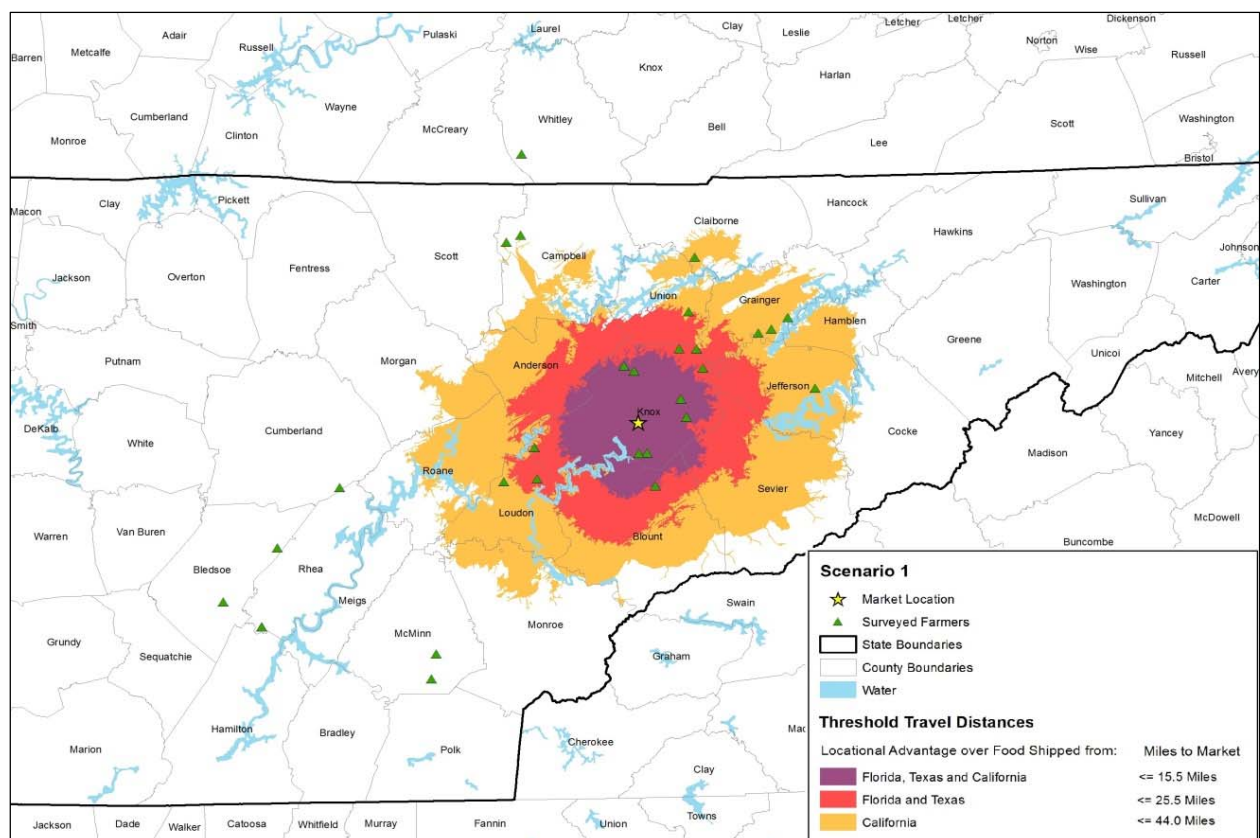 Adair
Russell
Pulaski
Laurel
Clay
Leslie
Letcher
Letcher
Dickenson
Barren
Metcalfe
Norton
Wise
Russell
Knox
Harlan
Wayne
Cumberland
Whitley
McCreary
Clinton
Bell
Monroe
Lee
Scott
Washington
Bristol
Macon
Clay
Pickett
Hancock
Sullivan
Claiborne
Hawkins
Scott
Campbell
Johnson
Jackson
Overton
Fentress
Washington
Carter
Union
Grainger
Hamblen
Smith
Greene
Putnam
Morgan
Anderson
Unicoi
Avery
Mitchell
Jefferson
Knox
DeKalb
White
Cumberland
Cocke
Yancey
Madison
Roane
Sevier
Loudon
McDowell
Warren
Van Buren
Blount
Buncombe
Bledsoe
Rhea
Meigs
Swain
Grundy
Sequatchie
McMinn
Monroe
Graham
Hamilton
Bradley
Marion
Polk
Cherokee
Mac
Clay
Jackson
Dade
Walker
Catoosa
Whitfield
Murray
Fannin
Union
Towns
Scenario 1
Market Location
Surveyed Farmers
State Boundaries
County Boundaries
Water
Threshold Travel Distances
Locational Advantage over Food Shipped from: Miles to Market
Florida, Texas and California <= 15.5 Miles
Florida and Texas <= 25.5 Miles
California <= 44.0 Miles